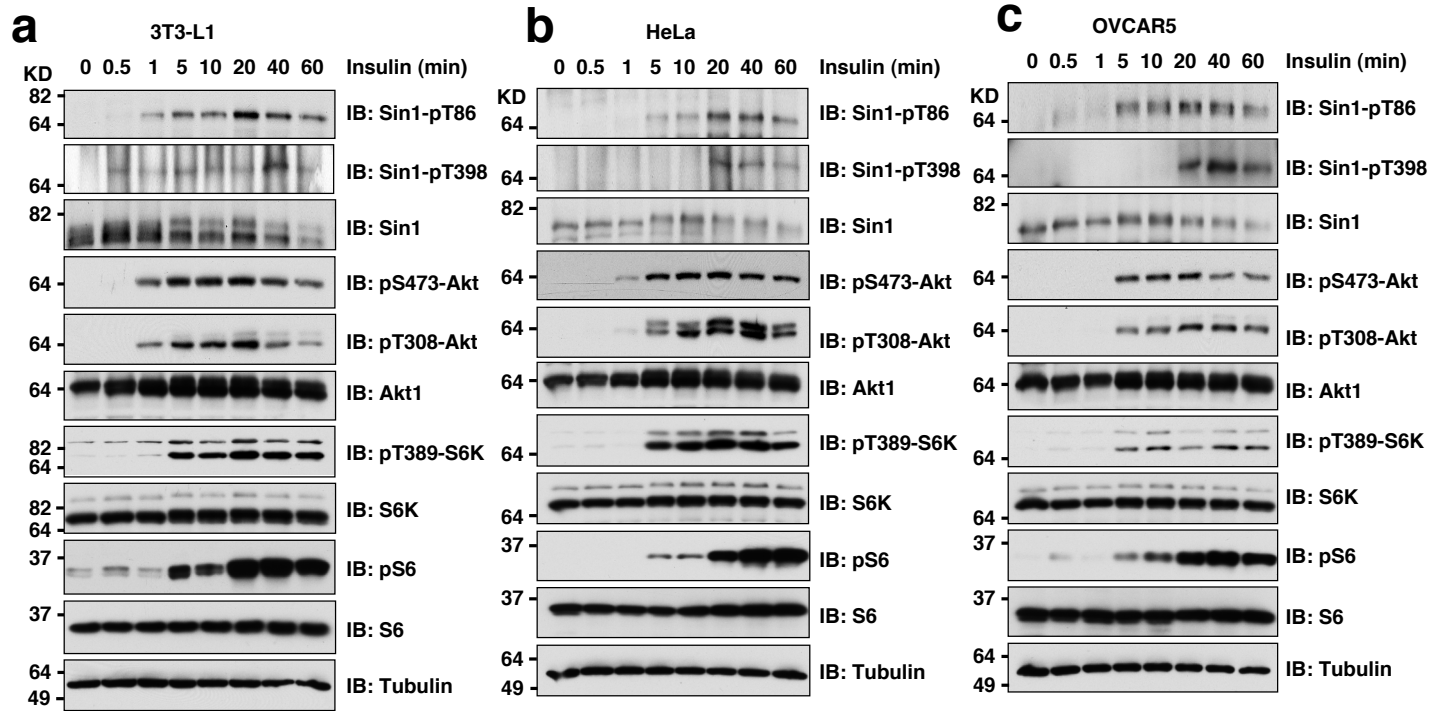 a
3T3-L1
KD 0 0.5 1 5 10 20 40 60 Insulin (min)
82
64
IB: Sin1-pT86
64
IB: Sin1-pT398
82
IB: Sin1
64
IB: pS473-Akt
64
IB: pT308-Akt
64
IB: Akt1
82
64
IB: pT389-S6K
82
64
IB: S6K
37
IB: pS6
37
IB: S6
64
49
IB: Tubulin
b
HeLa
0 0.5 1 5 10 20 40 60 Insulin (min)
KD
64
IB: Sin1-pT86
64
IB: Sin1-pT398
82
IB: Sin1
64
IB: pS473-Akt
64
IB: pT308-Akt
64
IB: Akt1
64
IB: pT389-S6K
64
IB: S6K
37
IB: pS6
37
IB: S6
64
49
IB: Tubulin
c
OVCAR5
0 0.5 1 5 10 20 40 60 Insulin (min)
KD
64
IB: Sin1-pT86
64
IB: Sin1-pT398
82
IB: Sin1
64
IB: pS473-Akt
64
IB: pT308-Akt
64
IB: Akt1
64
IB: pT389-S6K
64
IB: S6K
37
IB: pS6
37
IB: S6
64
49
IB: Tubulin